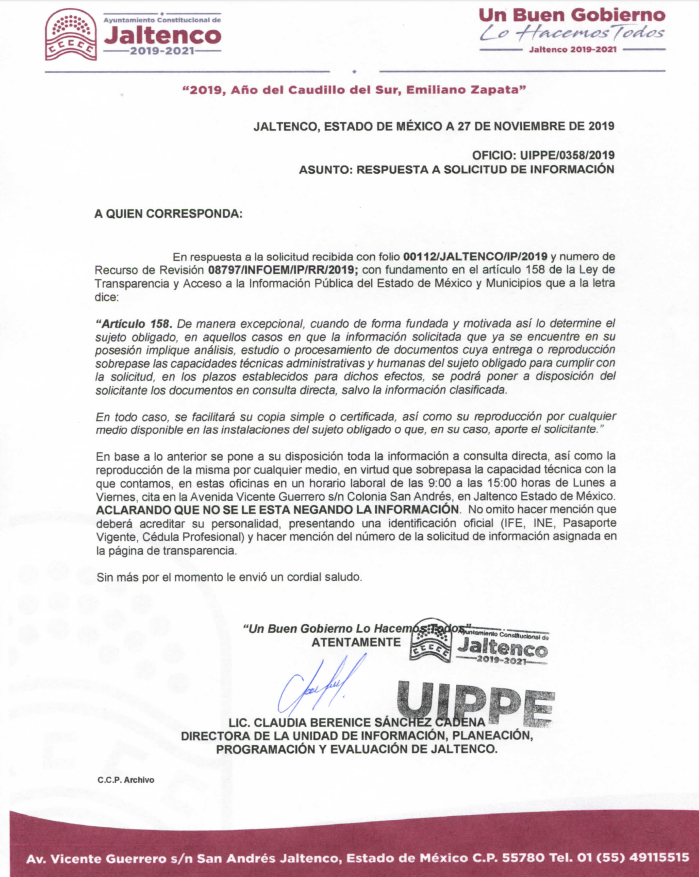 Ayuntamiento Constitucional de
Jaltenco
2019-2021
Un Buen Gobierno
Lo Hacemos Todos
Jaltenco 2019-2021
"2019, Año del Caudillo del Sur, Emiliano Zapata"
JALTENCO, ESTADO DE MÉXICO A 27 DE NOVIEMBRE DE 2019
OFICIO: UIPPE/0358/2019
ASUNTO: RESPUESTA A SOLICITUD DE INFORMACIÓN
A QUIEN CORRESPONDA:
En respuesta a la solicitud recibida con folio 00112/JALTENCO/IP/2019 y numero de
Recurso de Revisión 08797/INFOEM/IP/RR/2019; con fundamento en el artículo 158 de la Ley de
Transparencia y Acceso a la Información Pública del Estado de México y Municipios que a la letra
dice:
"Artículo 158. De manera excepcional, cuando de forma fundada y motivada así lo determine el
sujeto obligado, en aquellos casos en que la información solicitada que ya se encuentre en su
posesión implique análisis, estudio o procesamiento de documentos cuya entrega o reproducción
sobrepase las capacidades técnicas administrativas y humanas del sujeto obligado para cumplir con
la solicitud, en los plazos establecidos para dichos efectos, se podrá poner a disposición del
solicitante los documentos en consulta directa, salvo la información clasificada.
En todo caso, se facilitará su copia simple o certificada, así como su reproducción por cualquier
medio disponible en las instalaciones del sujeto obligado o que, en su caso, aporte el solicitante."
En base a lo anterior se pone a su disposición toda la información a consulta directa, así como la
reproducción de la misma por cualquier medio, en virtud que sobrepasa la capacidad técnica con la
que contamos, en estas oficinas en un horario laboral de las 9:00 a las 15:00 horas de Lunes a
Viernes, cita en la Avenida Vicente Guerrero s/n Colonia San Andrés, en Jaltenco Estado de México.
ACLARANDO QUE NO SE LE ESTA NEGANDO LA INFORMACIÓN. No omito hacer mención que
deberá acreditar su personalidad, presentando una identificación oficial (IFE, INE, Pasaporte
Vigente, Cédula Profesional) y hacer mención del número de la solicitud de información asignada en
la página de transparencia.
Sin más por el momento le envió un cordial saludo.
"Un Buen Gobierno Lo Hacemos Todos"
ATENTAMENTE
Ayuntamiento Constitucional de
Jaltenco
2019-2021
UIPPE
LIC. CLAUDIA BERENICE SÁNCHEZ CADENA
DIRECTORA DE LA UNIDAD DE INFORMACIÓN, PLANEACIÓN,
PROGRAMACIÓN Y EVALUACIÓN DE JALTENCO.
C.C.P. Archivo
Av. Vicente Guerrero s/n San Andrés Jaltenco, Estado de México C.P. 55780 Tel. 01 (55) 49115515